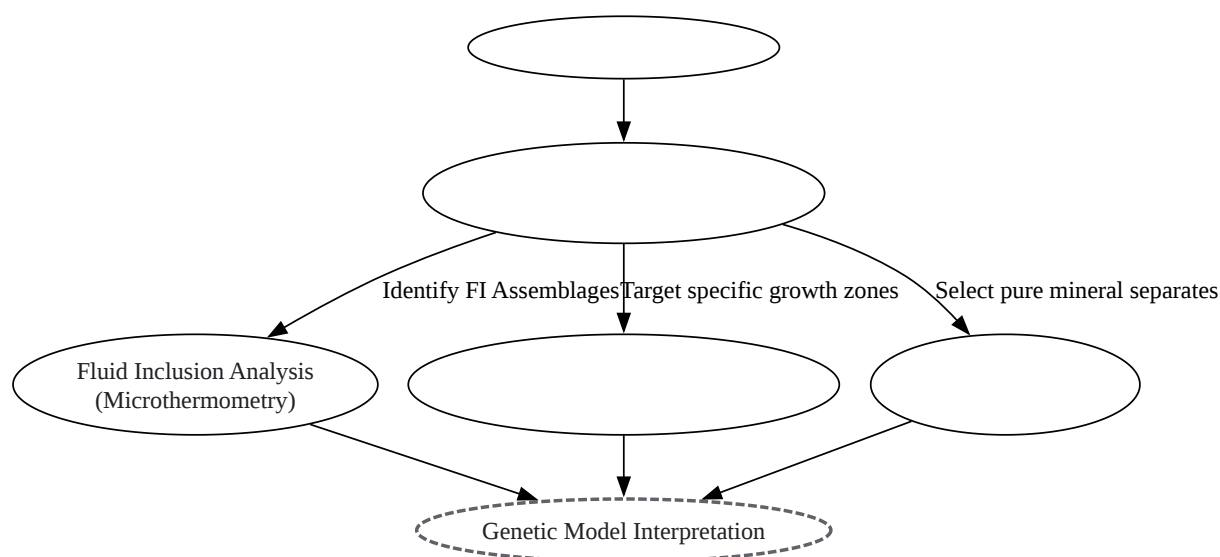 Identify FI Assemblages
Target specific growth zones
Select pure mineral separates
Fluid Inclusion Analysis
(Microthermometry)
Genetic Model Interpretation